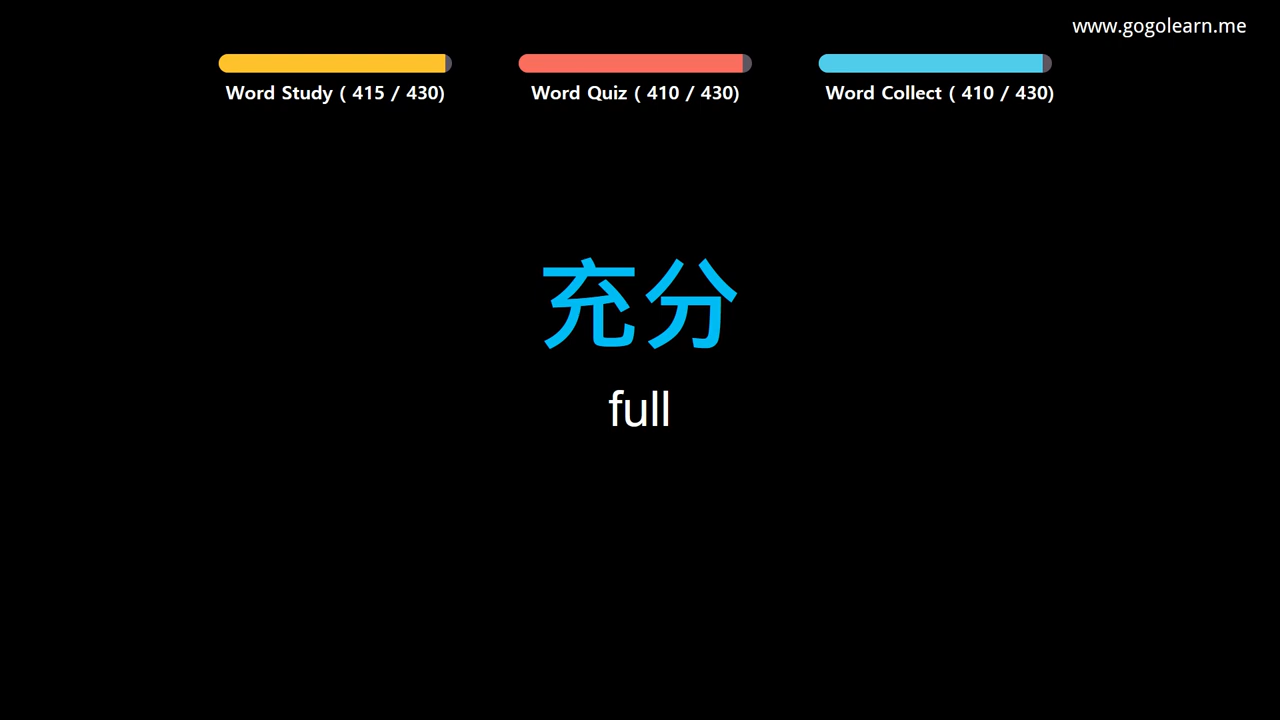 www.gogolearn.me
Word Study ( 415 / 430)
Word Quiz ( 410 / 430)
Word Collect ( 410 / 430)
充分
full